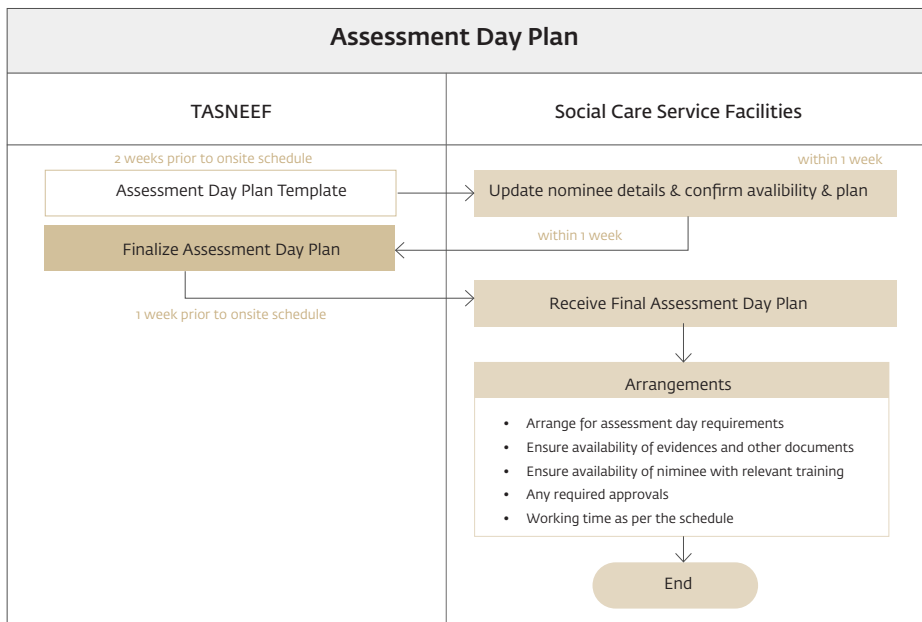 Assessment Day Plan
TASNEEF
Social Care Service Facilities
2 weeks prior to onsite schedule
within 1 week
Assessment Day Plan Template
Update nominee details & confirm avalibility & plan
within 1 week
Finalize Assessment Day Plan
1 week prior to onsite schedule
Receive Final Assessment Day Plan
Arrangements
• Arrange for assessment day requirements
• Ensure availability of evidences and other documents
• Ensure availability of niminee with relevant training
• Any required approvals
• Working time as per the schedule
End